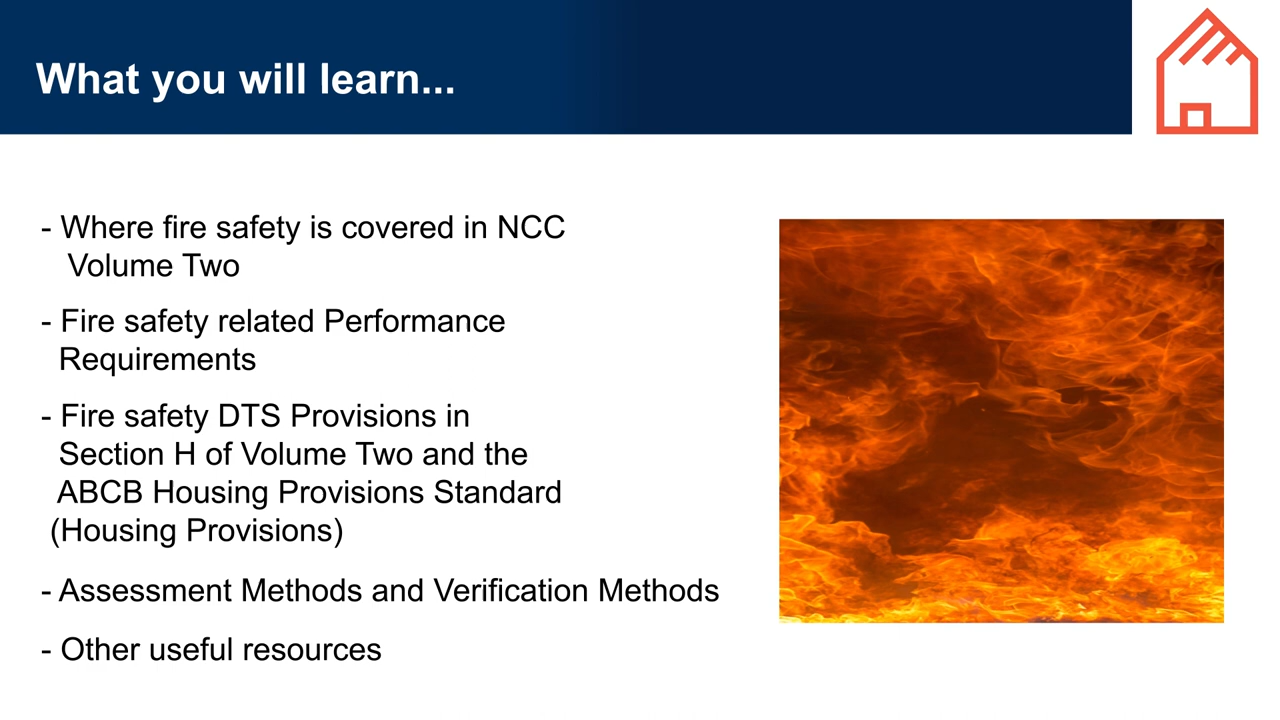 What you will learn...
- Where fire safety is covered in NCC
Volume Two
- Fire safety related Performance
Requirements
- Fire safety DTS Provisions in
Section H of Volume Two and the
ABCB Housing Provisions Standard
(Housing Provisions)
- Assessment Methods and Verification Methods
- Other useful resources